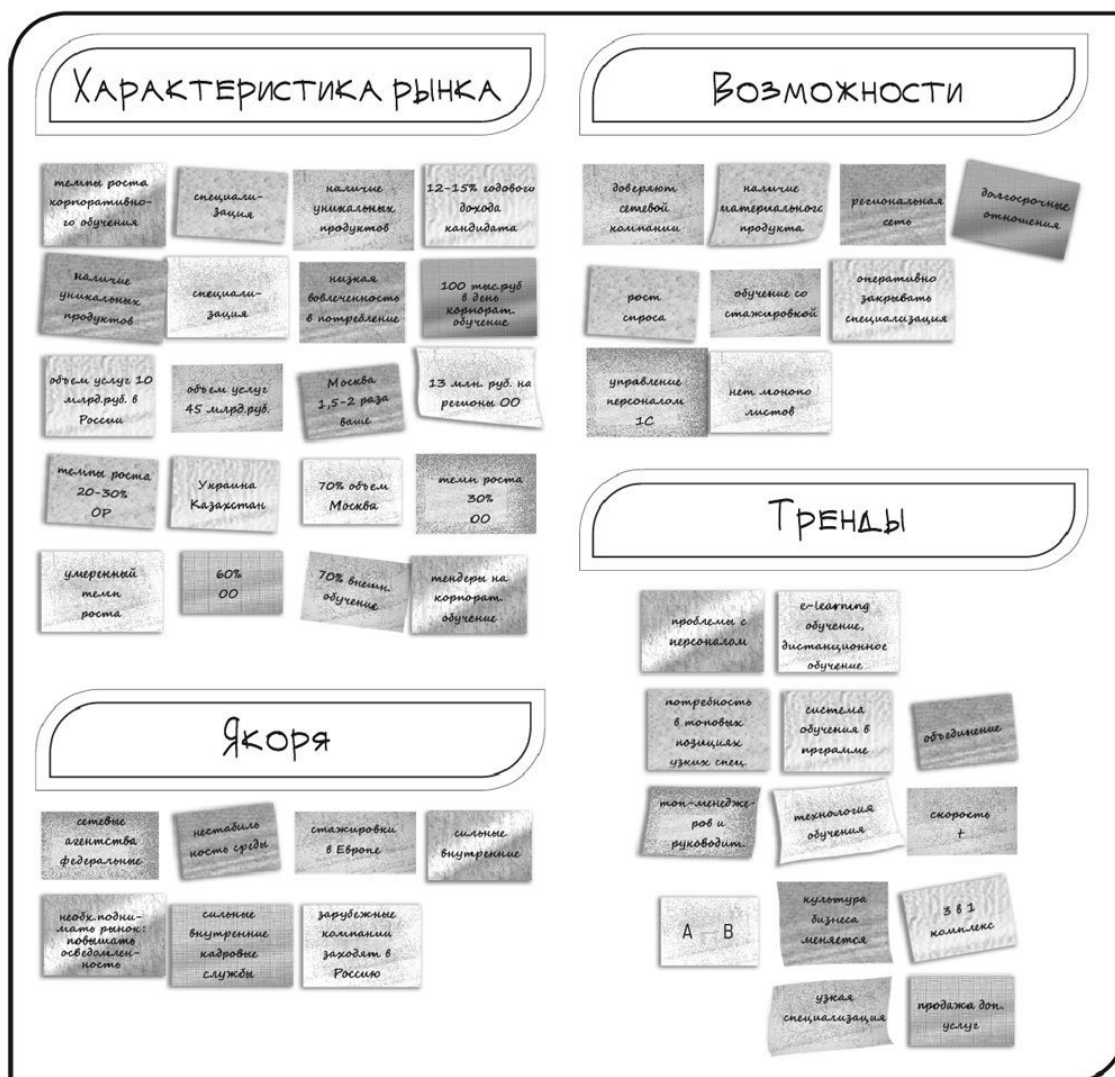 Характеристика рынка
темпы роста
корпоративно-
го обучения
специали-
зация
наличие
уникальных
продуктов
12-15% годового
дохода
кандидата
наличие
уникальных
продуктов
специали-
зация
низкая
вовлеченность
в потребление
100 тыс.руб
в день
корпорат.
обучение
объем услуг 10
млрд.руб. в
России
объем услуг
45 млрд.руб.
Москва
1,5-2 раза
выше
13 млн. руб. на
регионы ОО
темпы роста
20-30%
ОР
Украина
Казахстан
70% объем
Москва
темп роста
30%
ОО
умеренный
темп
роста
60%
ОО
70% внешн.
обучение
тендеры на
корпорат.
обучение
Якоря
сетевые
агентства
федеральные
нестабиль
ность среды
стажировки
в Европе
сильные
внутренние
необх.подни-
мать рынок:
повышать
осведомлен-
ность
сильные
внутренние
кадровые
службы
зарубежные
компании
заходят в
Россию
Возможности
доверяют
сетевой
компании
наличие
материального
продукта
региональная
сеть
долгосрочные
отношения
рост
спроса
обучение со
стажировкой
оперативно
закрывать
специализация
управление
персоналом
1С
нет монопо
листов
Тренды
проблемы с
персоналом
e-learning
обучение,
дистанционное
обучение
потребность
в топовых
позициях
узких спец.
система
обучения в
прграмме
объединение
топ-менедже-
ров и
руководит.
технология
обучения
скорость
t
А — В
культура
бизнеса
меняется
3 в 1
комплекс
узкая
специализация
продажа доп.
услуг